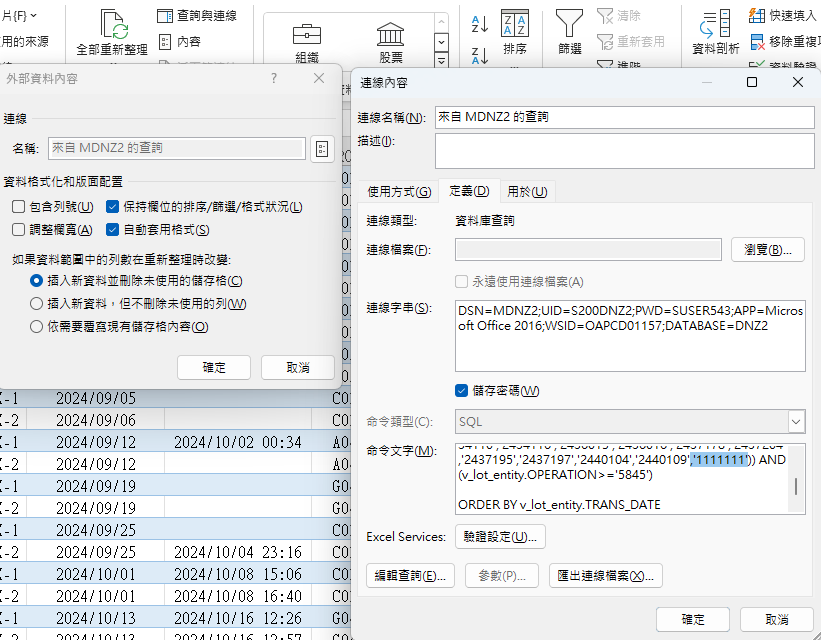 片(F)
用的來源
全部重新整理
查詢與連線
內容
組織
股票
排序
篩選
清除
重新套用
進階
資料剖析
快速填入
移除重複項
資料驗證
外部資料內容
?
連線
名稱:
來自 MDNZ2 的查詢
資料格式化和版面配置
包含列號(U)
保持欄位的排序/篩選/格式狀況(L)
調整欄寬(A)
自動套用格式(S)
如果資料範圍中的列數在重新整理時改變:
插入新資料並刪除未使用的儲存格(C)
插入新資料，但不刪除未使用的列(W)
依需要覆寫現有儲存格內容(O)
確定
取消
連線內容
連線名稱(N):
來自 MDNZ2 的查詢
描述(I):
使用方式(G)
定義(D)
用於(U)
連線類型:
資料庫查詢
連線檔案(F):
瀏覽(B)...
永遠使用連線檔案(A)
連線字串(S):
DSN=MDNZ2;UID=S200DNZ2;PWD=SUSER543;APP=Micros
oft Office 2016;WSID=OAPCD01157;DATABASE=DNZ2
儲存密碼(W)
命令類型(C):
SQL
命令文字(M):
,'2437195','2437197','2440104','2440109','1111111')) AND
(v_lot_entity.OPERATION>='5845')
ORDER BY v_lot_entity.TRANS_DATE
Excel Services:
驗證設定(U)...
編輯查詢(E)...
參數(P)...
匯出連線檔案(X)...
確定
取消
-1 2024/09/05
-2 2024/09/06
-1 2024/09/12 2024/10/02 00:34
-2 2024/09/12
-1 2024/09/19
-2 2024/09/19
-1 2024/09/25
-2 2024/09/25 2024/10/04 23:16
-1 2024/10/01 2024/10/08 15:06
-2 2024/10/01 2024/10/08 16:40
-1 2024/10/13 2024/10/16 12:26
-2 2024/10/13 2024/10/16 12:57